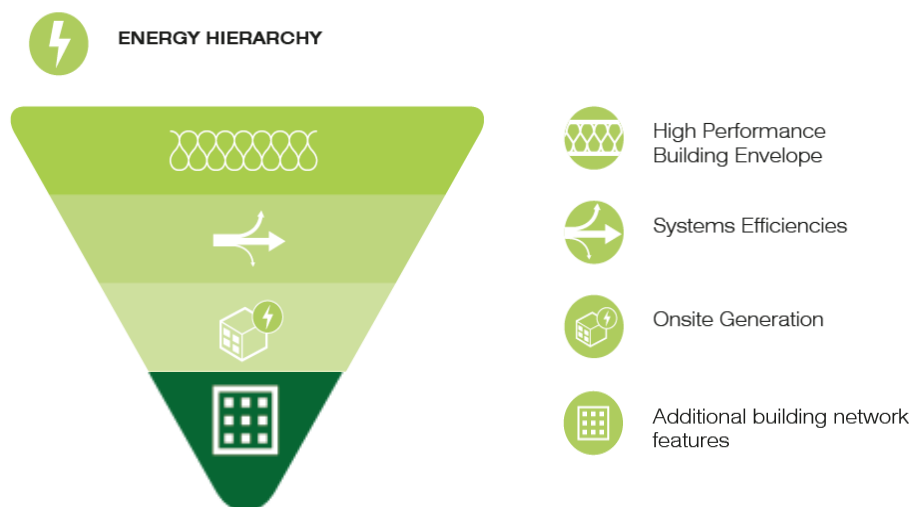 ENERGY HIERARCHY
High Performance
Building Envelope
Systems Efficiencies
Onsite Generation
Additional building network
features